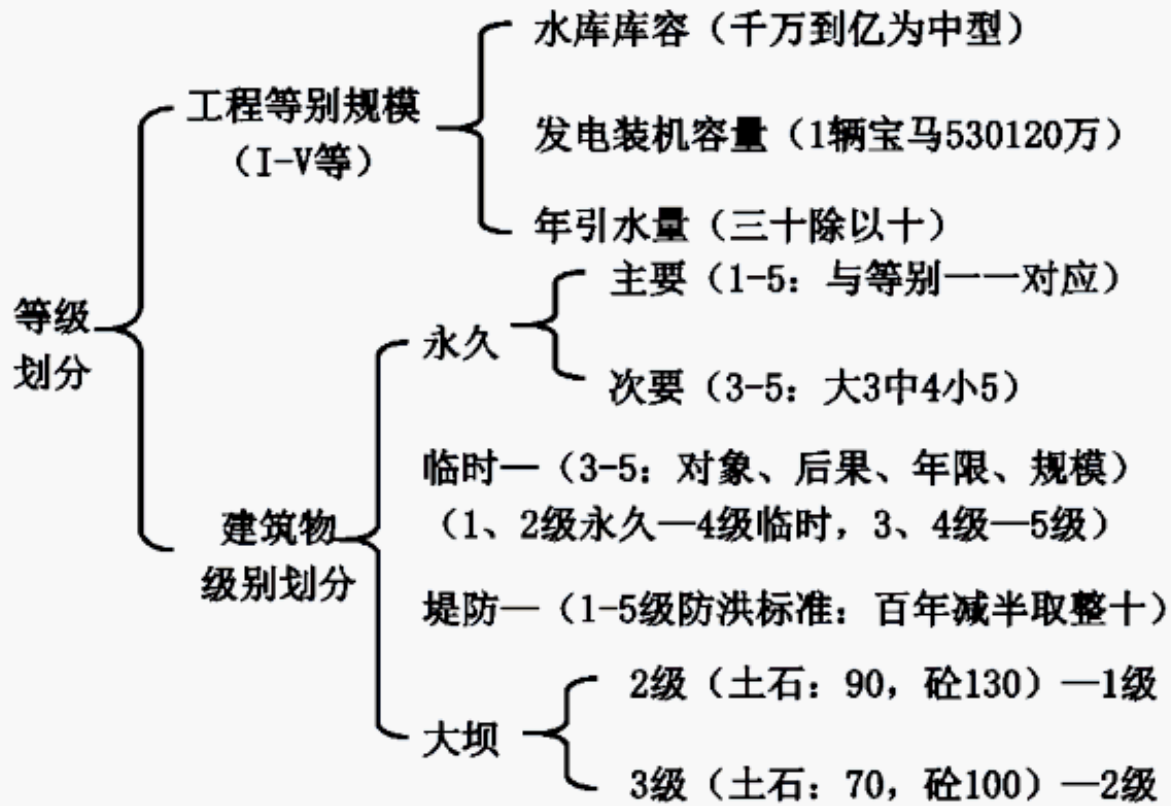 等级
划分
工程等别规模
（I-V等）
水库库容（千万到亿为中型）
发电装机容量（1辆宝马530120万）
年引水量（三十除以十）
建筑物
级别划分
永久
主要（1-5：与等别一一对应）
次要（3-5：大3中4小5）
临时—（3-5：对象、后果、年限、规模）
（1、2级永久—4级临时，3、4级—5级）
堤防—（1-5级防洪标准：百年减半取整十）
大坝
2级（土石：90，砼130）—1级
3级（土石：70，砼100）—2级